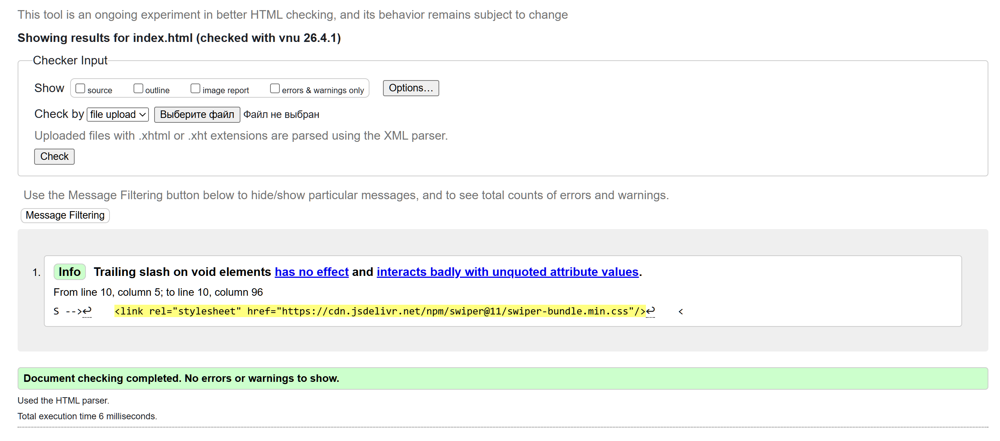 This tool is an ongoing experiment in better HTML checking, and its behavior remains subject to change
Showing results for index.html (checked with vnu 26.4.1)
Checker Input
Show source outline image report errors & warnings only Options…
Check by file upload Выберите файл Файл не выбран
Uploaded files with .xhtml or .xht extensions are parsed using the XML parser.
Check
Use the Message Filtering button below to hide/show particular messages, and to see total counts of errors and warnings.
Message Filtering
1. Info Trailing slash on void elements has no effect and interacts badly with unquoted attribute values.
From line 10, column 5; to line 10, column 96
S -->↩ <link rel="stylesheet" href="https://cdn.jsdelivr.net/npm/swiper@11/swiper-bundle.min.css"/>↩ <
Document checking completed. No errors or warnings to show.
Used the HTML parser.
Total execution time 6 milliseconds.